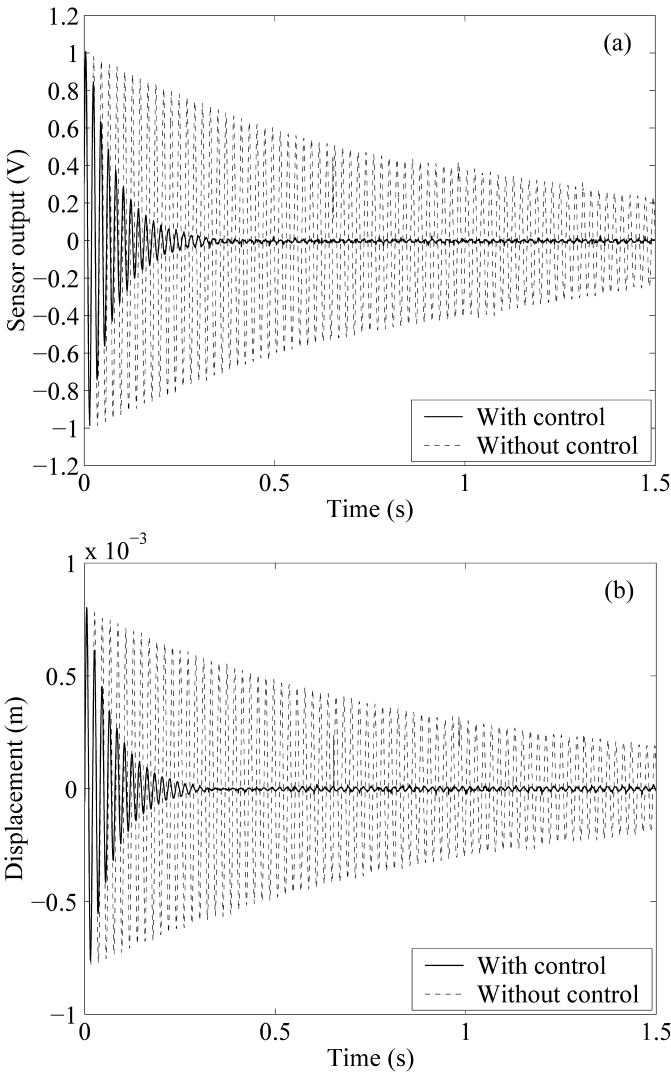 1.2
(a)
1
0.8
0.6
0.4
0.2
0
−0.2
−0.4
−0.6
−0.8
−1
−1.2
Sensor output (V)
With control
Without control
0 0.5 1 1.5
Time (s)
x 10⁻³
1
(b)
0.5
0
−0.5
−1
Displacement (m)
With control
Without control
0 0.5 1 1.5
Time (s)